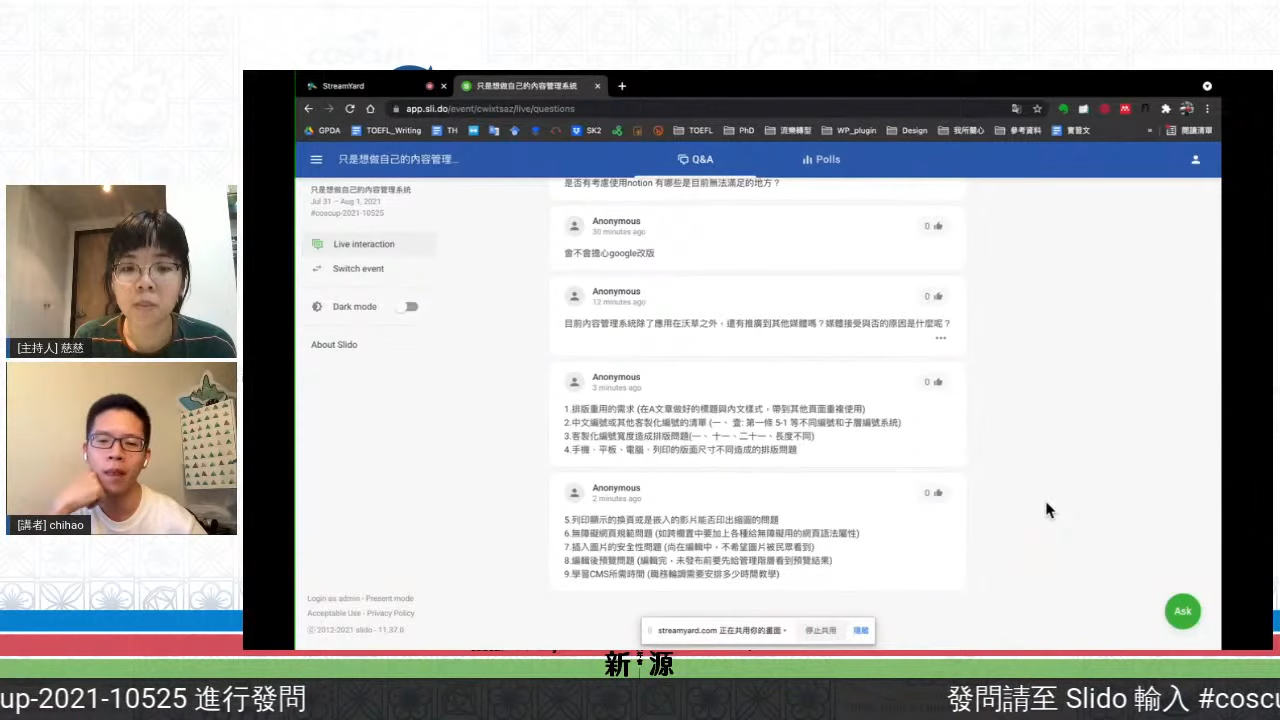 StreamYard
只是想做自己的內容管理系統
app.sli.do/event/cwixtsaz/live/questions
GPDA
TOEFL_Writing
TH
SK2
TOEFL
PhD
流樂轉型
WP_plugin
Design
我所關心
參考資料
實習文
»
閱讀清單
只是想做自己的內容管理...
Q&A
Polls
只是想做自己的內容管理系統
Jul 31 – Aug 1, 2021
#coscup-2021-10525
Live interaction
Switch event
Dark mode
About Slido
是否有考慮使用notion 有哪些是目前無法滿足的地方？
Anonymous
30 minutes ago
0
會不會擔心google改版
Anonymous
12 minutes ago
0
目前內容管理系統除了應用在沃草之外，還有推廣到其他媒體嗎？媒體接受與否的原因是什麼呢？
Anonymous
3 minutes ago
0
1.排版重用的需求 (在A文章做好的標題與內文樣式，帶到其他頁面重複使用)
2.中文編號或其他客製化編號的清單 (一、 壹: 第一條 5-1 等不同編號和子層編號系統)
3.客製化編號寬度造成排版問題(一、 十一、二十一、長度不同)
4.手機、平板、電腦、列印的版面尺寸不同造成的排版問題
Anonymous
2 minutes ago
0
5.列印顯示的換頁或是嵌入的影片能否印出縮圖的問題
6.無障礙網頁規範問題 (如跨欄置中要加上各種給無障礙用的網頁語法屬性)
7.插入圖片的安全性問題 (尚在編輯中，不希望圖片被民眾看到)
8.編輯後預覽問題 (編輯完，未發布前要先給管理階層看到預覽結果)
9.學習CMS所需時間 (職務輪調需要安排多少時間教學)
Ask
Login as admin - Present mode
Acceptable Use - Privacy Policy
© 2012-2021 slido - 11.37.0
streamyard.com 正在共用你的畫面。
停止共用
隱藏
[主持人] 慈慈
[講者] chihao
新
源
up-2021-10525 進行發問
發問請至 Slido 輸入 #coscu